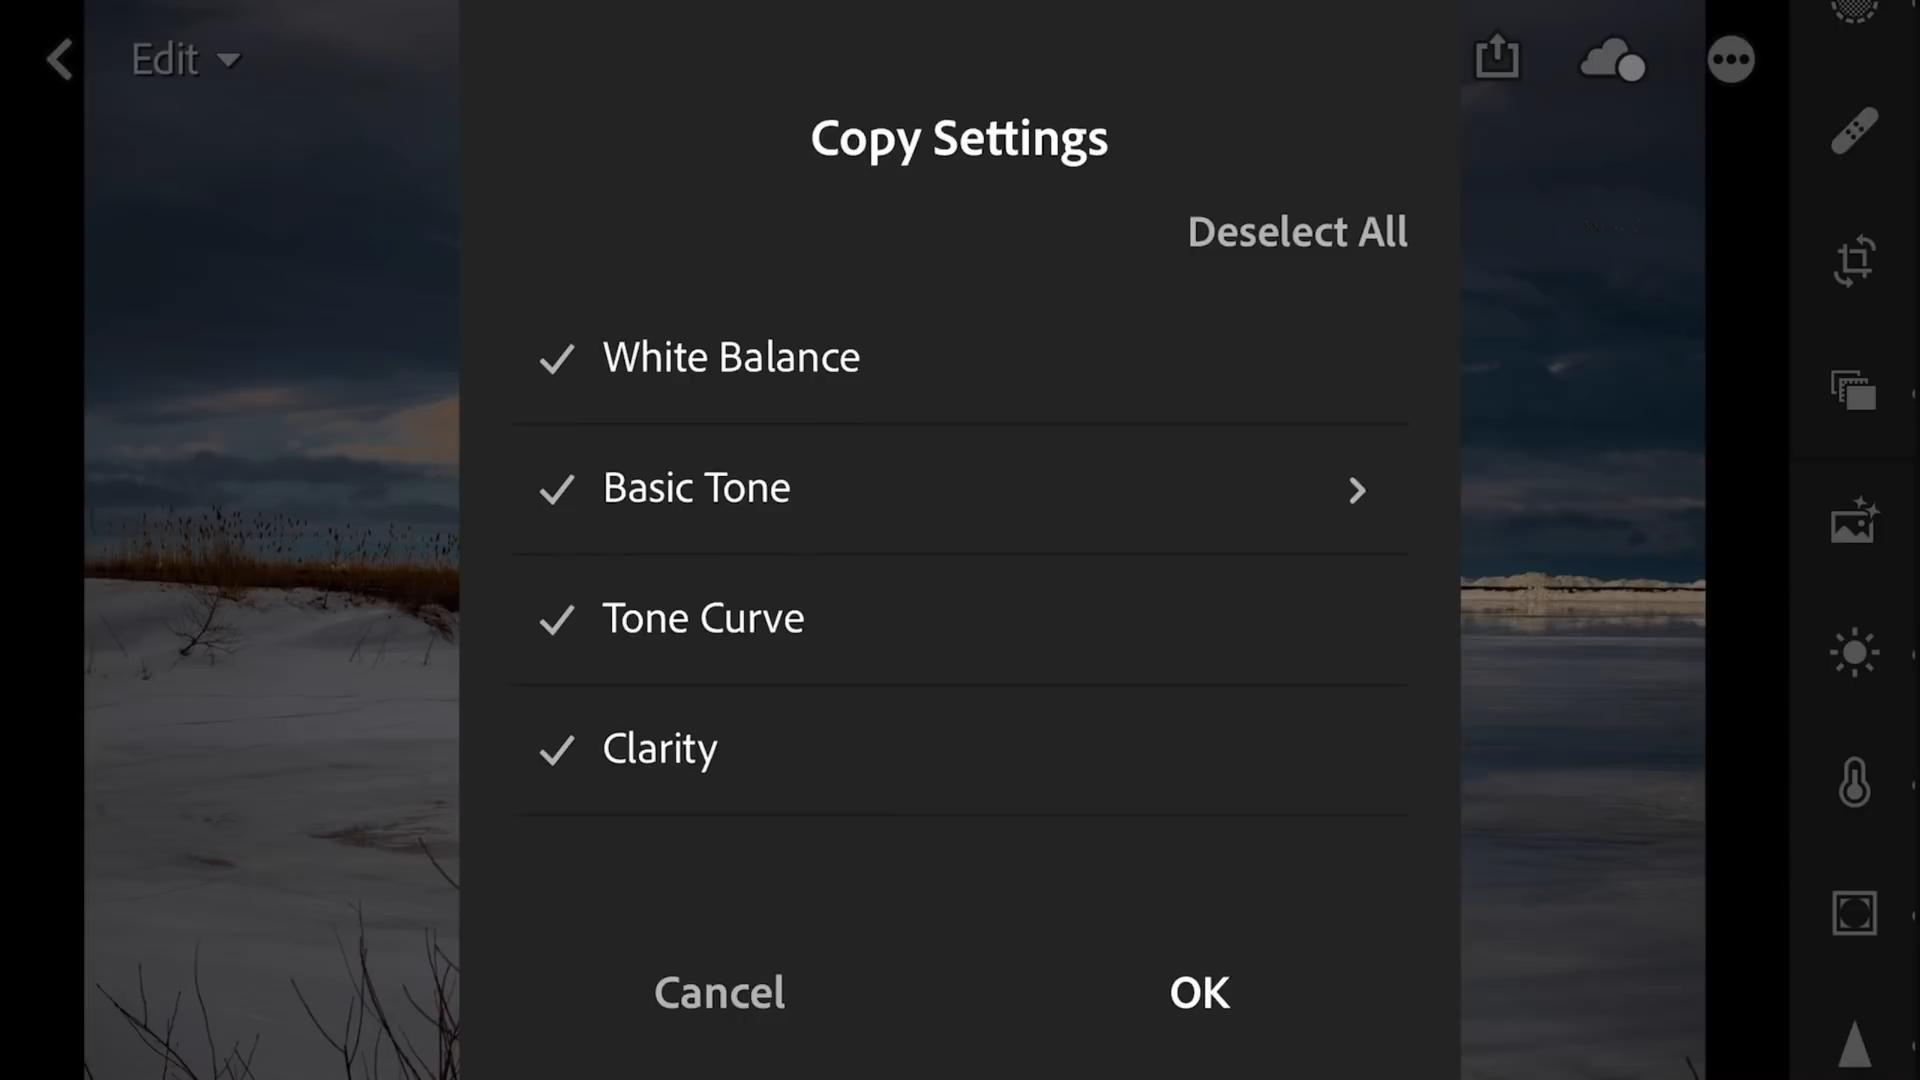 Edit
Copy Settings
Deselect All
White Balance
Basic Tone
Tone Curve
Clarity
Cancel
OK